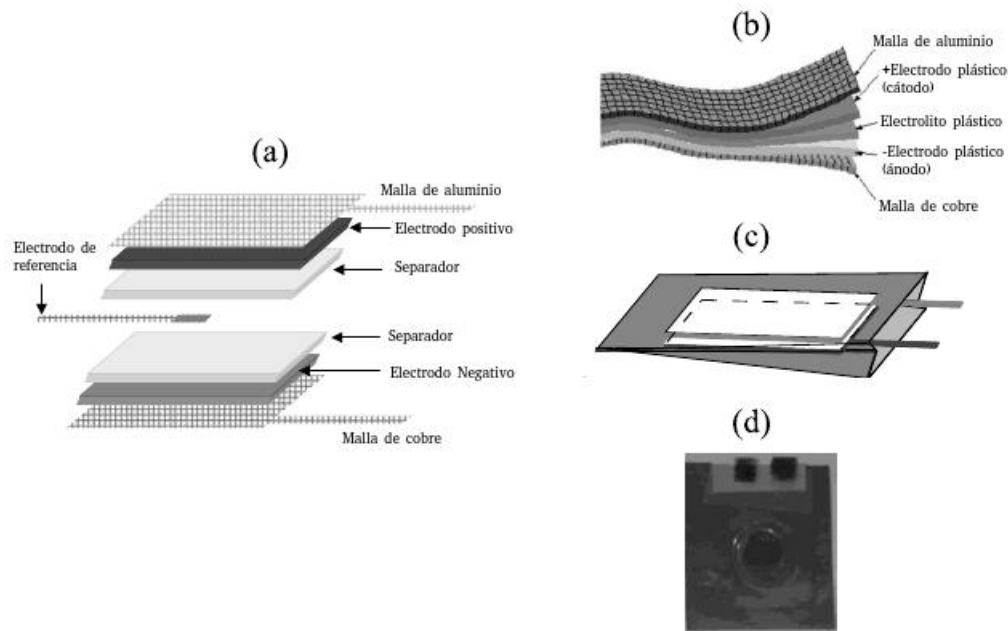 (a)
Malla de aluminio
Electrodo positivo
Electrodo de
referencia
Separador
Separador
Electrodo Negativo
Malla de cobre
(b)
Malla de aluminio
+Electrodo plástico
(cátodo)
Electrolito plástico
-Electrodo plástico
(ánodo)
Malla de cobre
(c)
(d)